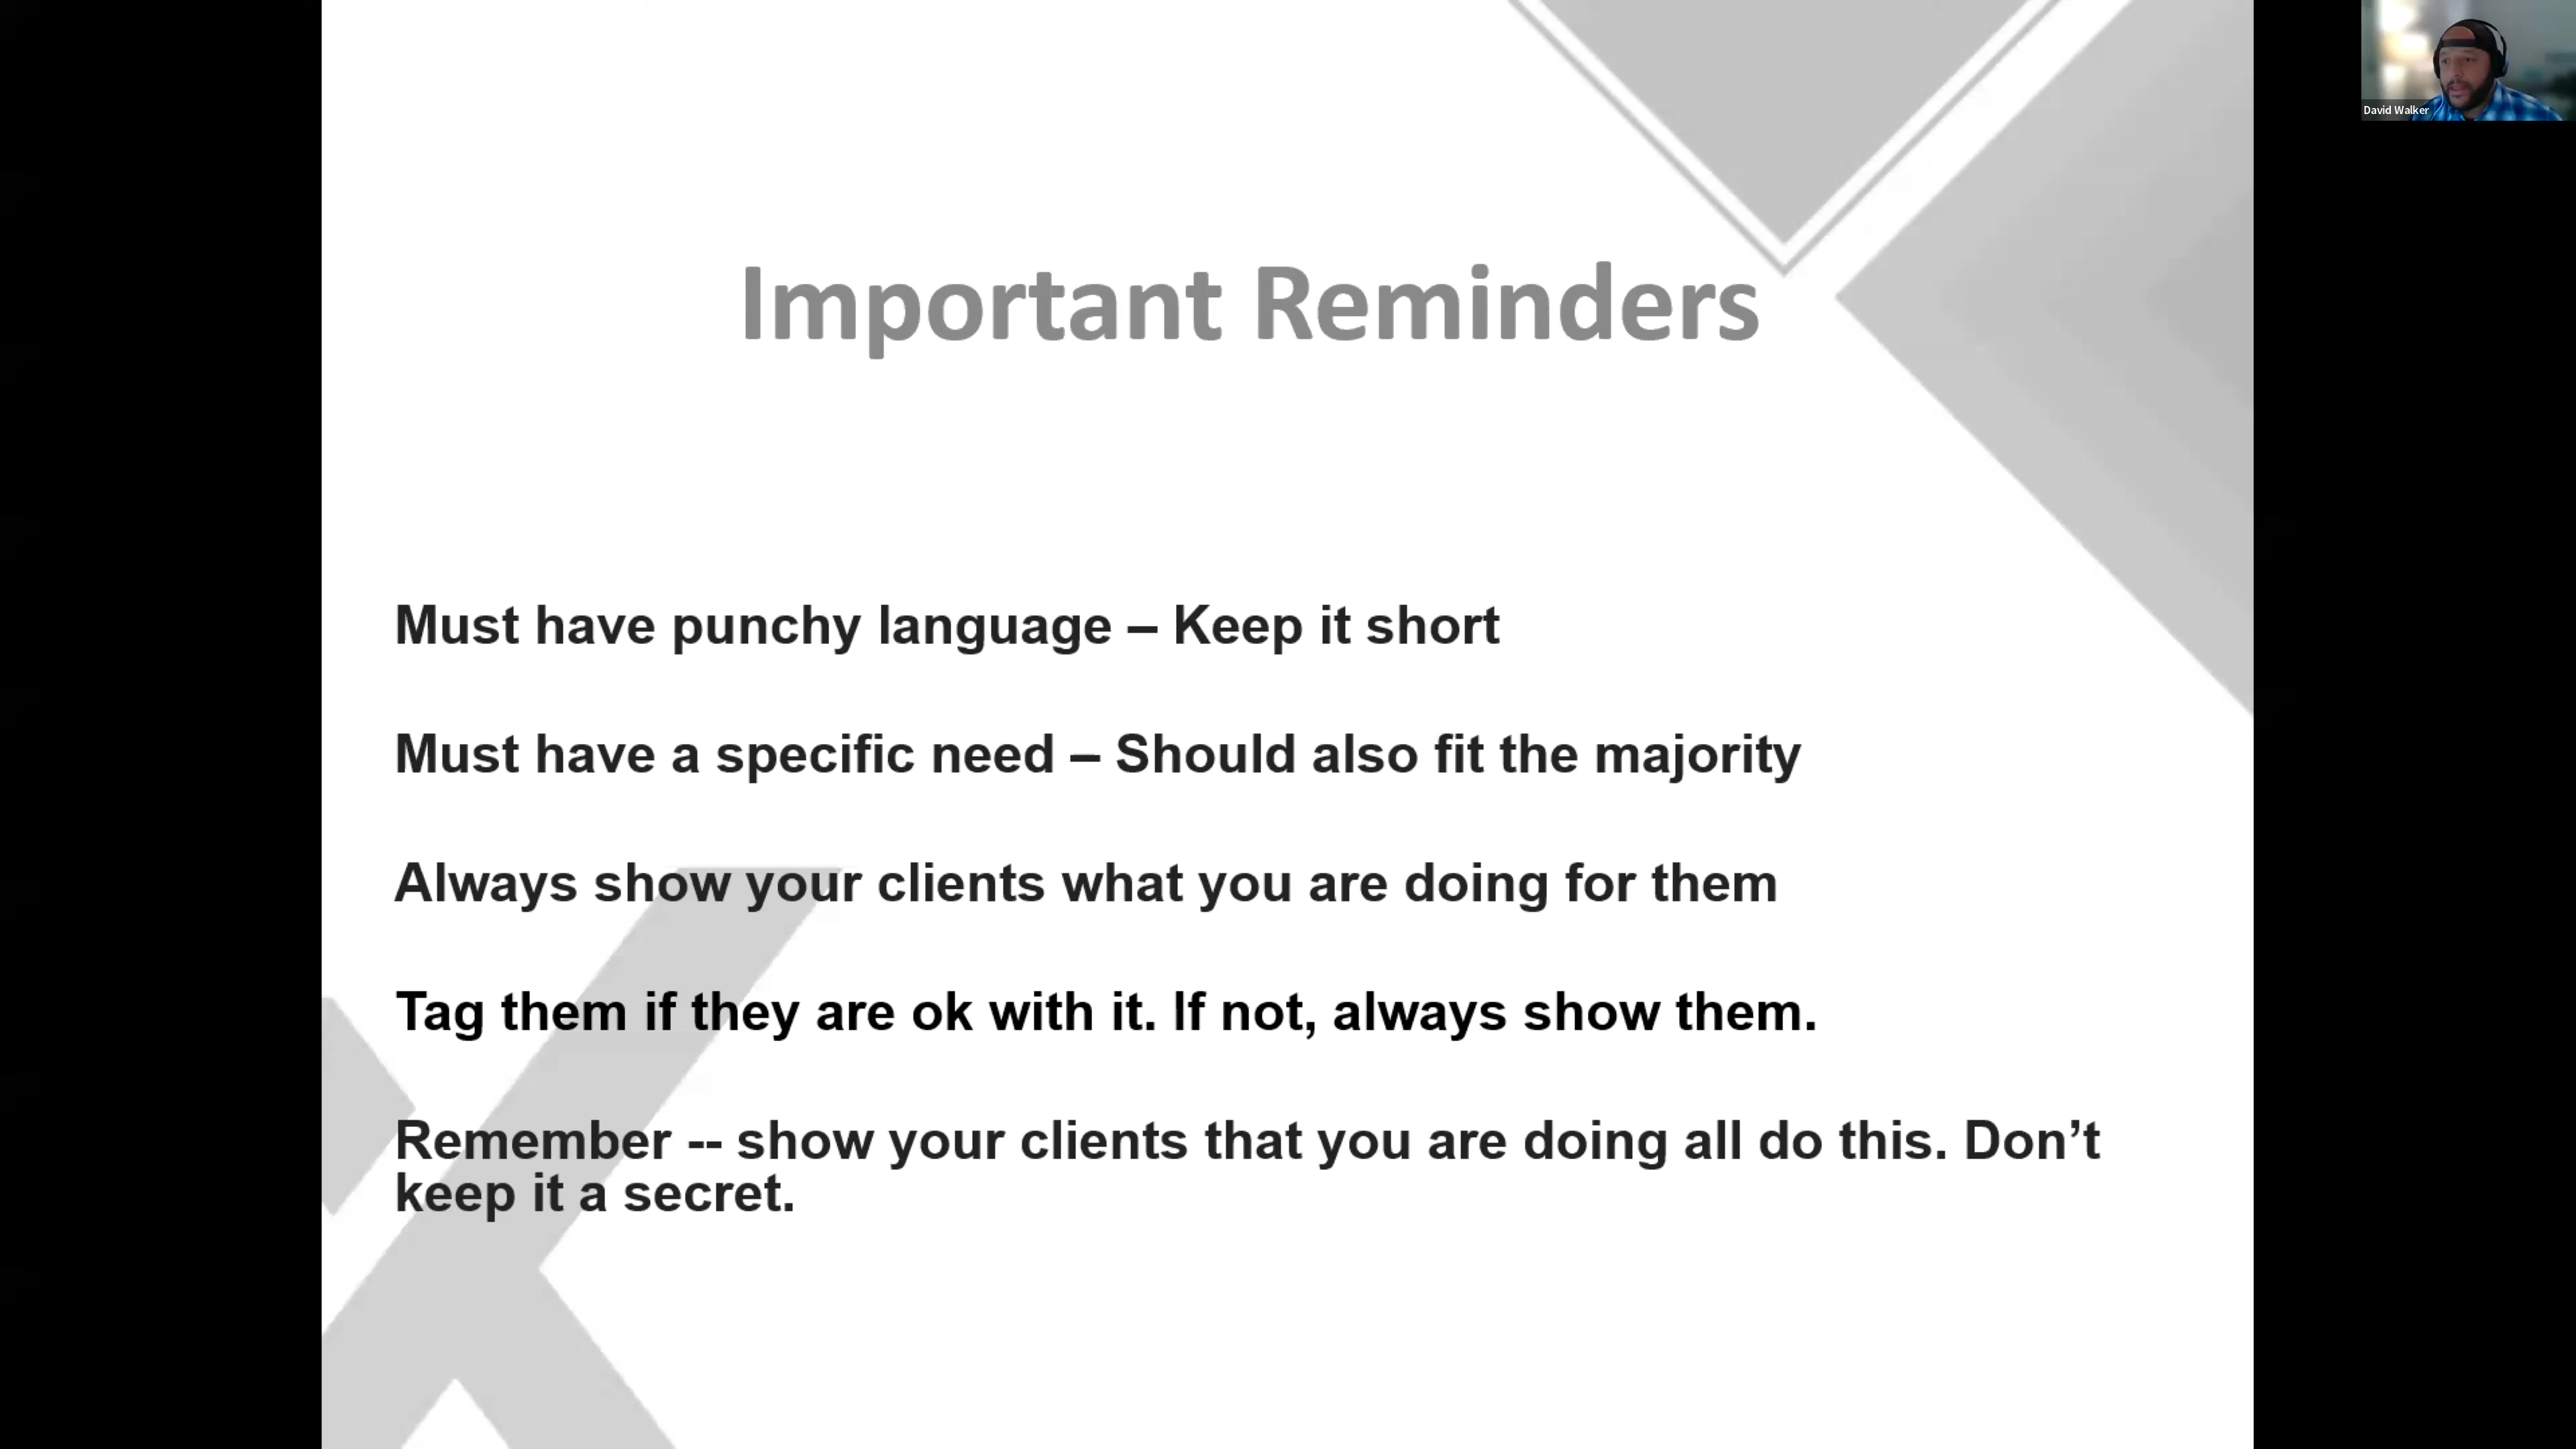 David Walker
Important Reminders
Must have punchy language – Keep it short
Must have a specific need – Should also fit the majority
Always show your clients what you are doing for them
Tag them if they are ok with it. If not, always show them.
Remember -- show your clients that you are doing all do this. Don’t
keep it a secret.